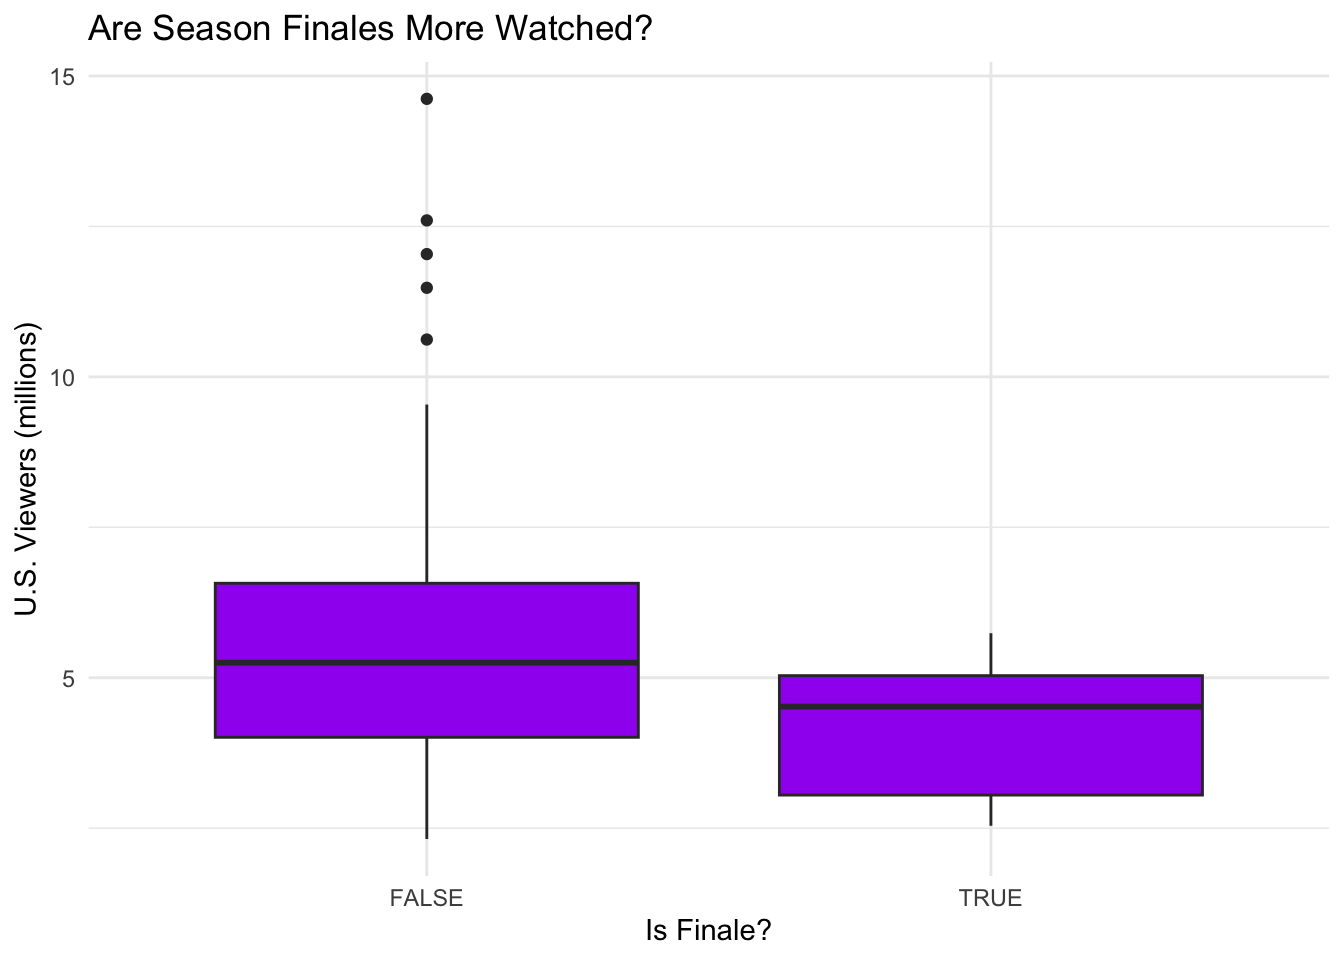 Are Season Finales More Watched?
15
10
5
U.S. Viewers (millions)
FALSE
TRUE
Is Finale?